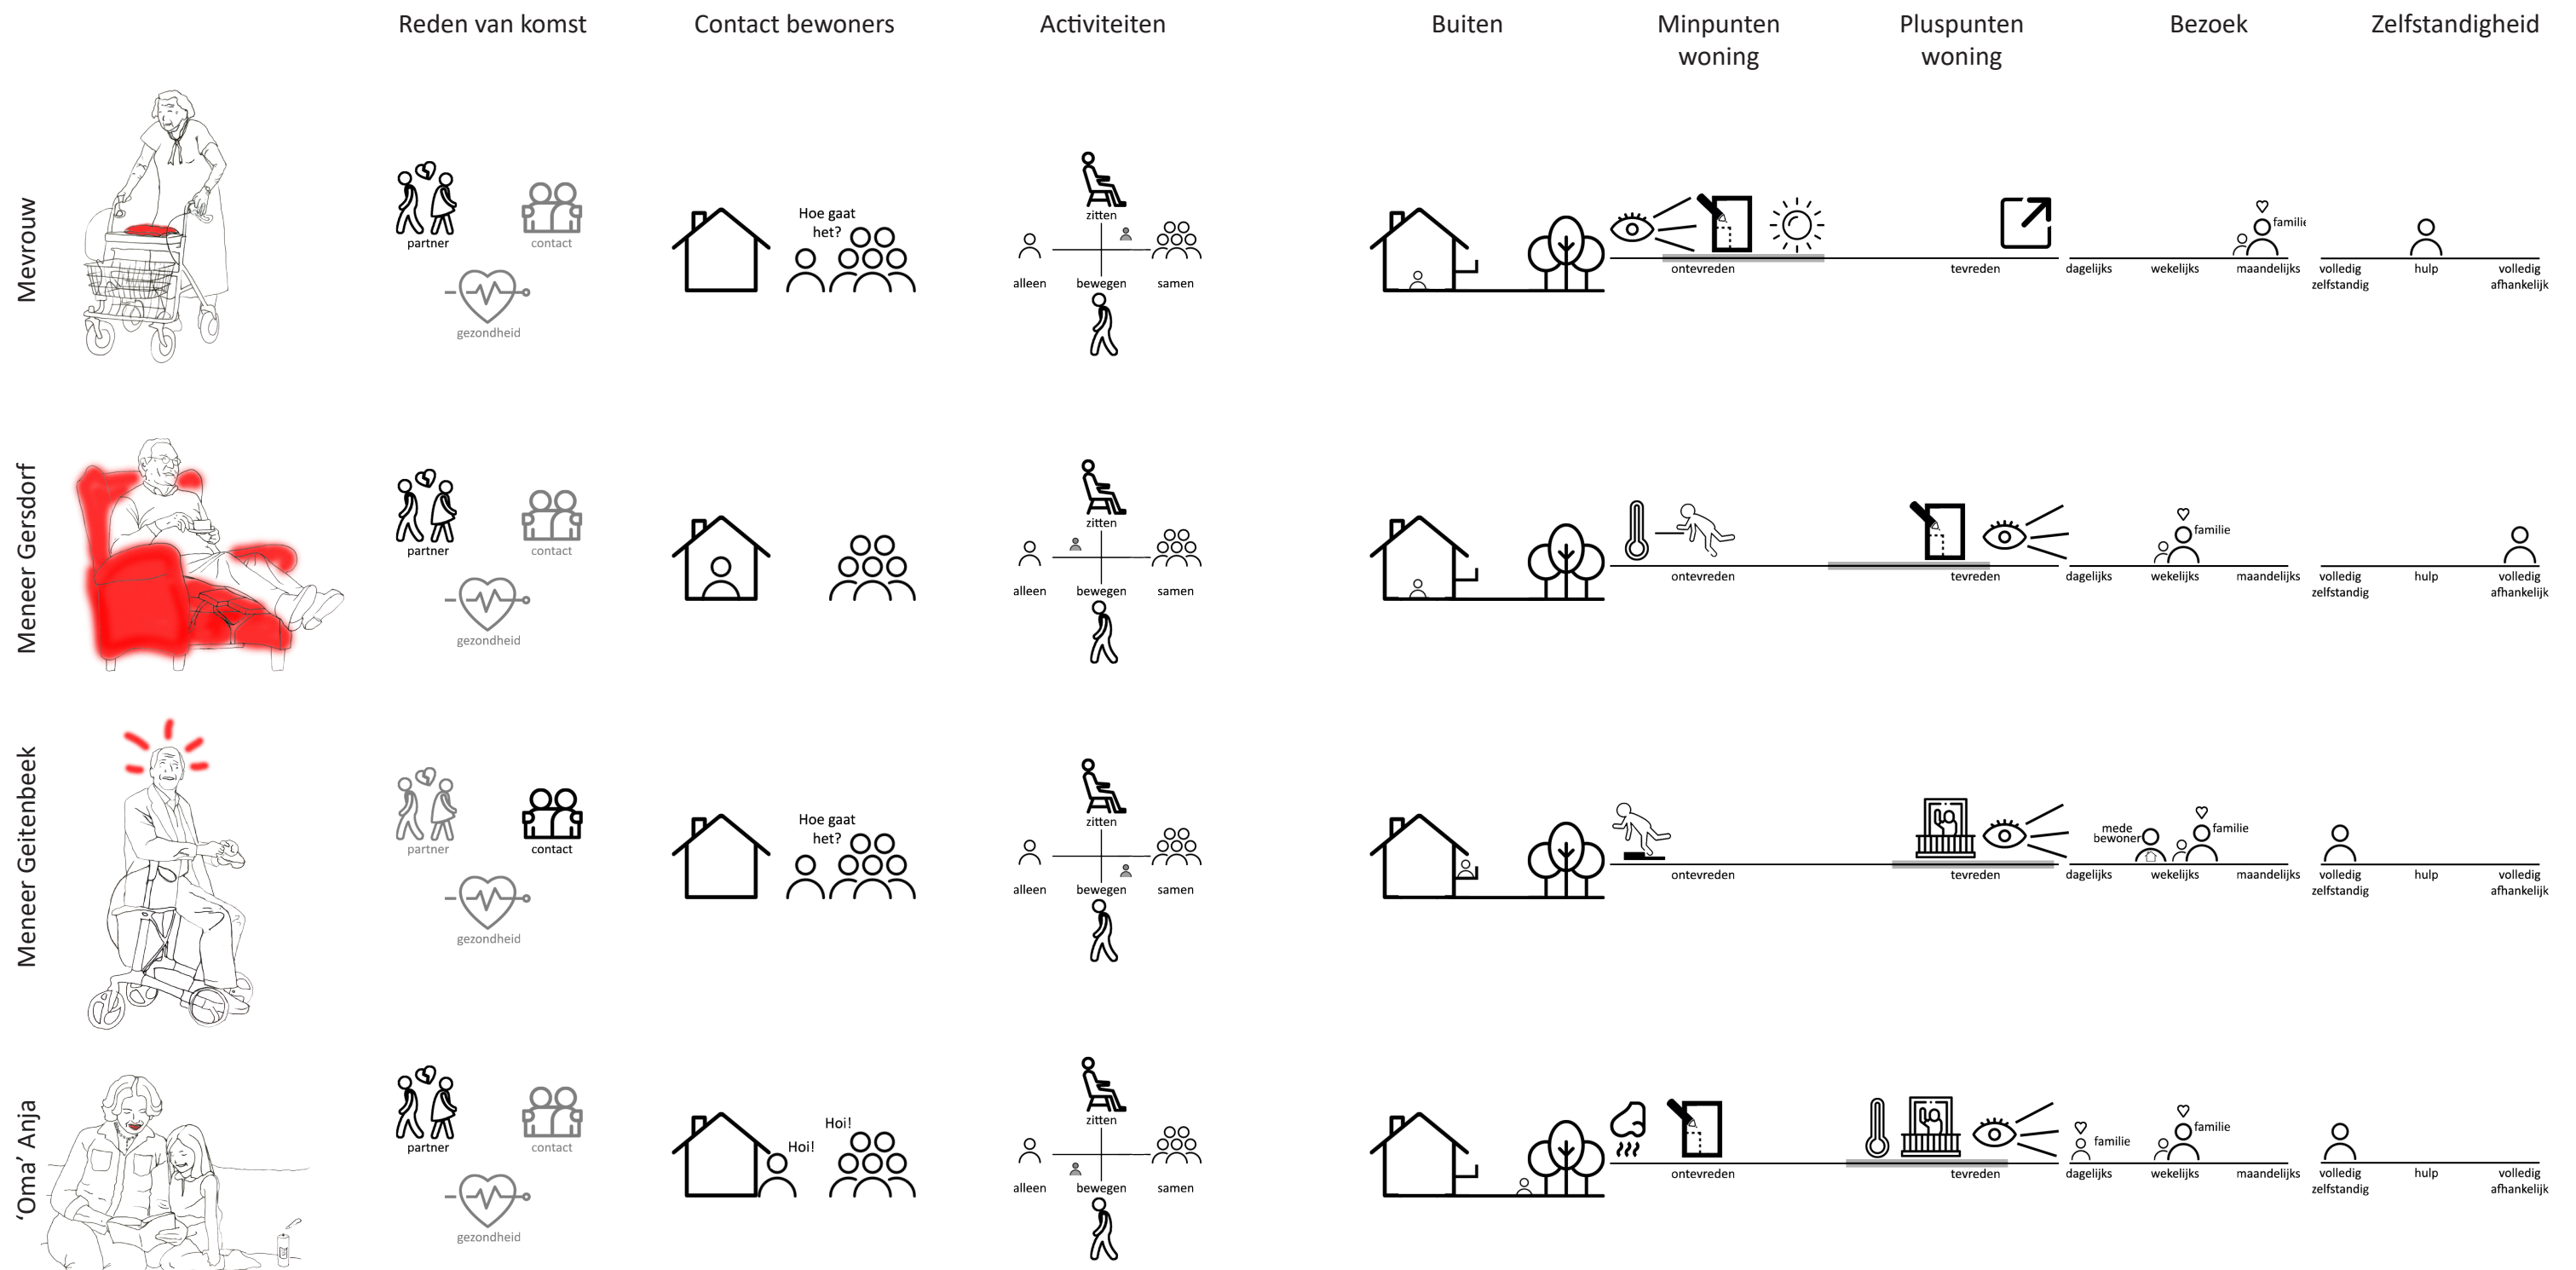 Reden van komst
Contact bewoners
Activiteiten
Buiten
Minpunten
woning
Pluspunten
woning
Bezoek
Zelfstandigheid
Mevrouw
partner
contact
gezondheid
Hoe gaat
het?
zitten
alleen
bewegen
samen
ontevreden
tevreden
familie
dagelijks
wekelijks
maandelijks
volledig
zelfstandig
hulp
volledig
afhankelijk
Meneer Gersdorf
partner
contact
gezondheid
zitten
alleen
bewegen
samen
ontevreden
tevreden
familie
dagelijks
wekelijks
maandelijks
volledig
zelfstandig
hulp
volledig
afhankelijk
Meneer Geitenbeek
partner
contact
gezondheid
Hoe gaat
het?
zitten
alleen
bewegen
samen
ontevreden
tevreden
mede
bewoner
familie
dagelijks
wekelijks
maandelijks
volledig
zelfstandig
hulp
volledig
afhankelijk
‘Oma’ Anja
partner
contact
gezondheid
Hoi!
Hoi!
zitten
alleen
bewegen
samen
ontevreden
tevreden
familie
familie
dagelijks
wekelijks
maandelijks
volledig
zelfstandig
hulp
volledig
afhankelijk